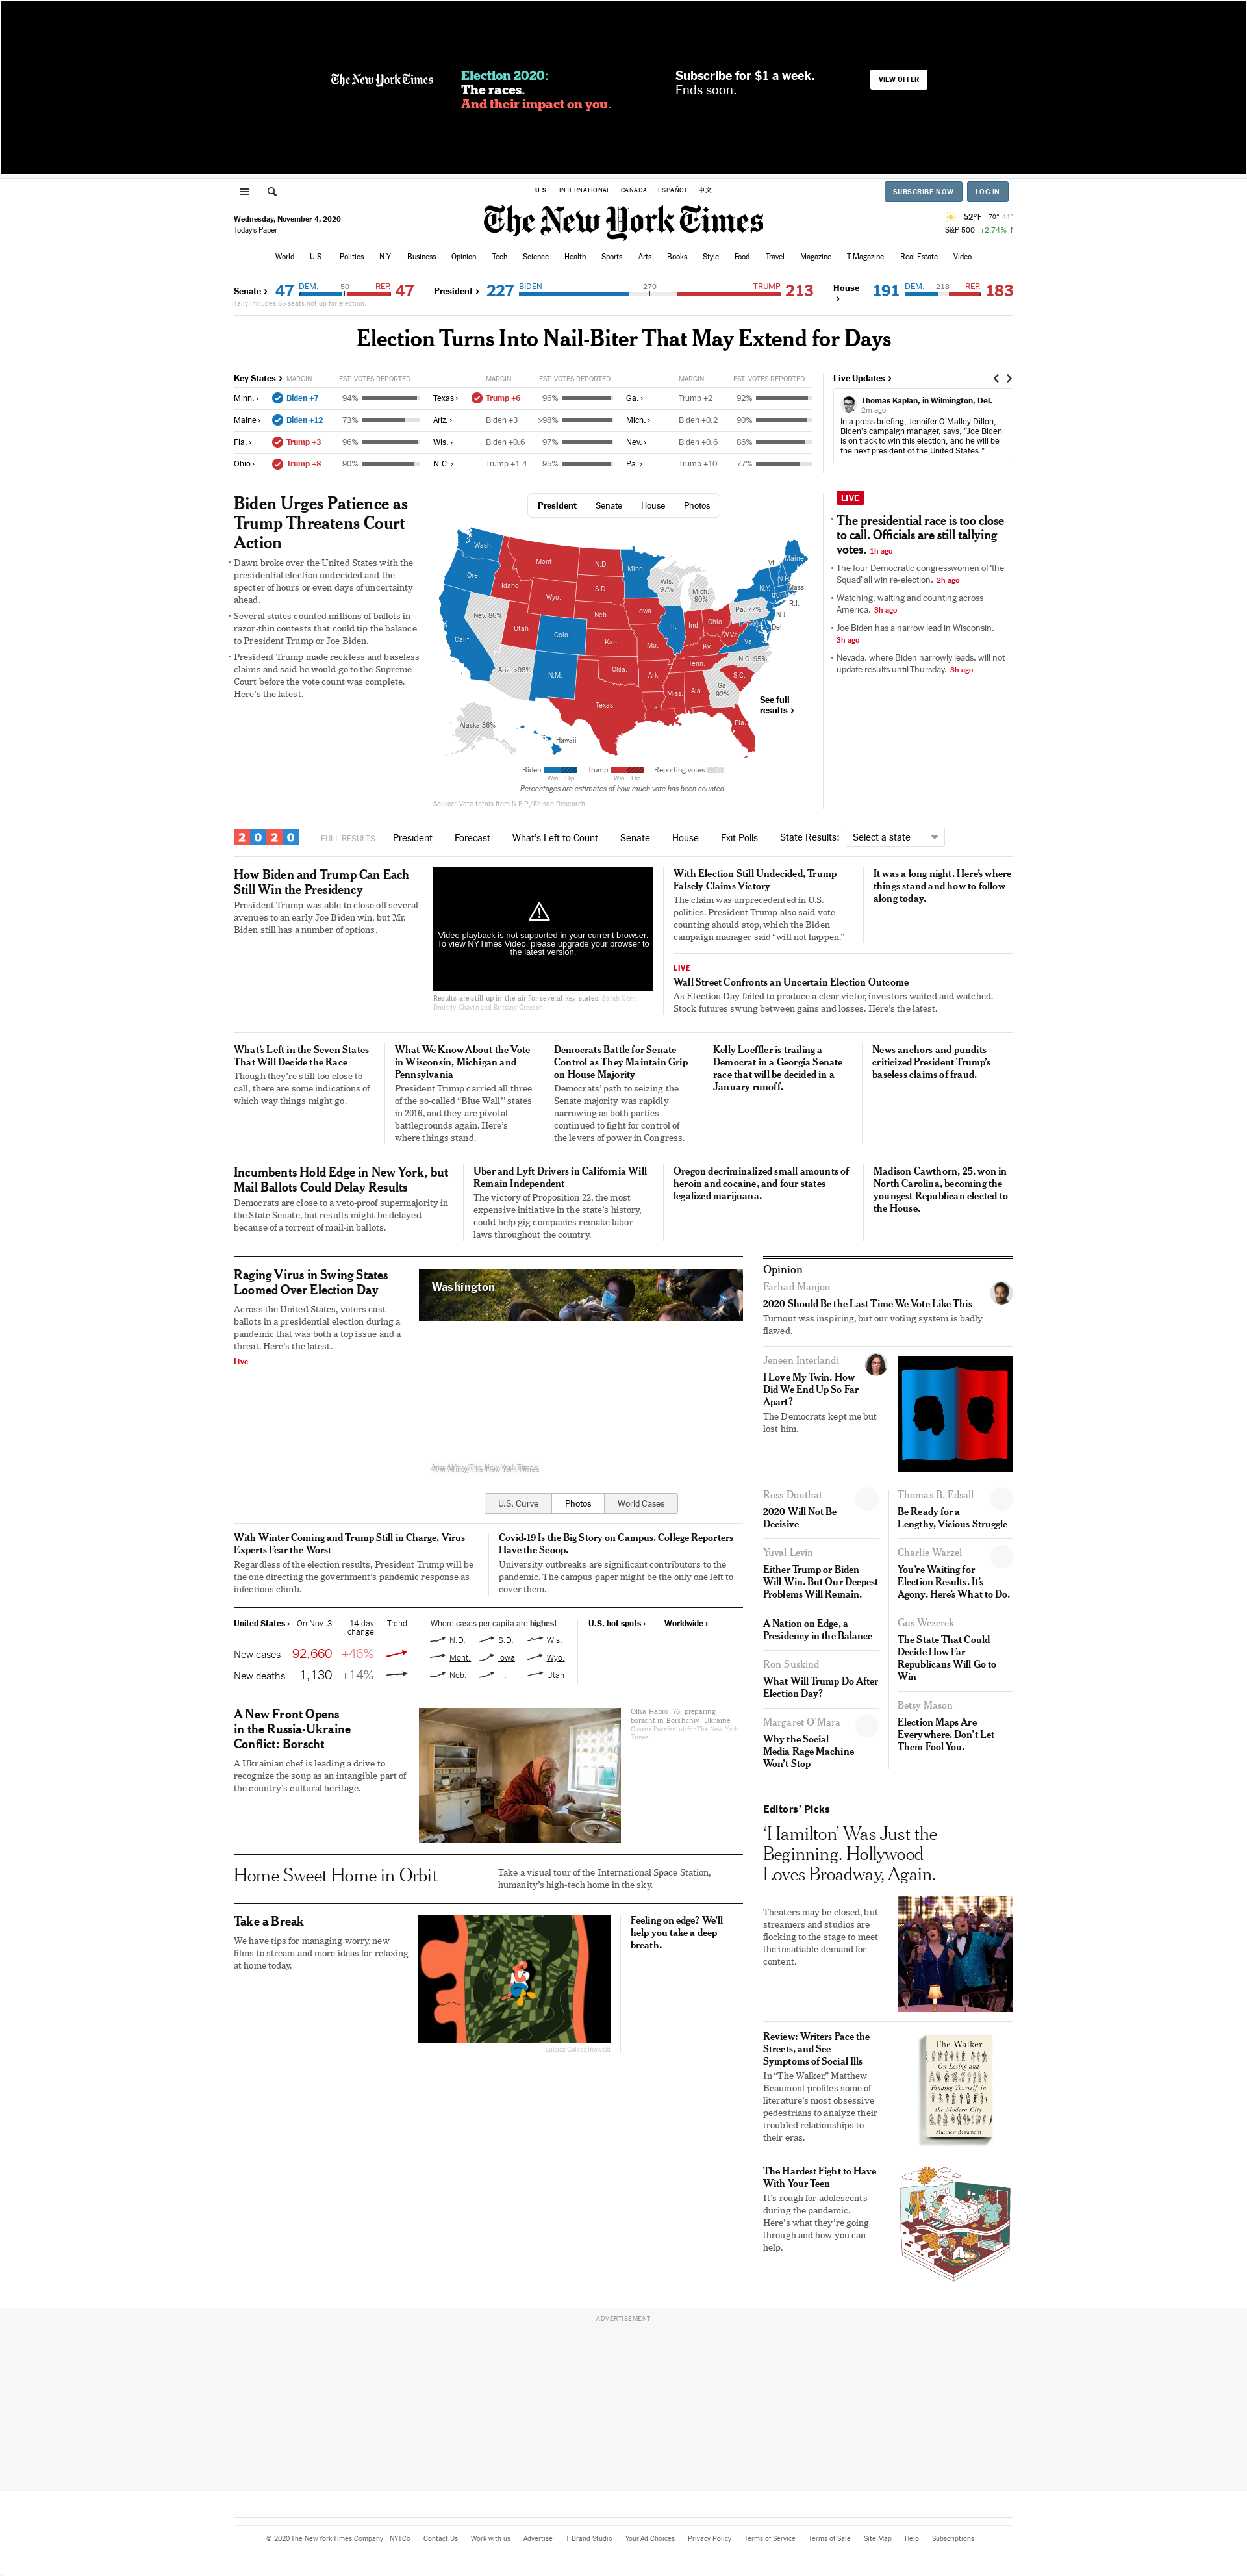 The New York Times
Election 2020:
The races.
And their impact on you.
Subscribe for $1 a week.
Ends soon.
VIEW OFFER
U.S. INTERNATIONAL CANADA ESPAÑOL 中文
SUBSCRIBE NOW LOG IN
Wednesday, November 4, 2020
Today's Paper
The New York Times
52°F 70° 44°
S&P 500 +2.74% ↑
World U.S. Politics N.Y. Business Opinion Tech Science Health Sports Arts Books Style Food Travel Magazine T Magazine Real Estate Video
Senate › 47 DEM. 50 REP. 47
Tally includes 65 seats not up for election.
President › 227 BIDEN 270 TRUMP 213
House › 191 DEM. 218 REP. 183
Election Turns Into Nail-Biter That May Extend for Days
Key States › MARGIN EST. VOTES REPORTED MARGIN EST. VOTES REPORTED MARGIN EST. VOTES REPORTED
Minn. › Biden +7 94% Texas › Trump +6 96% Ga. › Trump +2 92%
Maine › Biden +12 73% Ariz. › Biden +3 >98% Mich. › Biden +0.2 90%
Fla. › Trump +3 96% Wis. › Biden +0.6 97% Nev. › Biden +0.6 86%
Ohio › Trump +8 90% N.C. › Trump +1.4 95% Pa. › Trump +10 77%
Live Updates ›
Thomas Kaplan, in Wilmington, Del.
2m ago
In a press briefing, Jennifer O'Malley Dillon,
Biden's campaign manager, says, "Joe Biden
is on track to win this election, and he will be
the next president of the United States."
Biden Urges Patience as
Trump Threatens Court
Action
Dawn broke over the United States with the
presidential election undecided and the
specter of hours or even days of uncertainty
ahead.
Several states counted millions of ballots in
razor-thin contests that could tip the balance
to President Trump or Joe Biden.
President Trump made reckless and baseless
claims and said he would go to the Supreme
Court before the vote count was complete.
Here's the latest.
President Senate House Photos
Wash.
Ore.
Calif.
Nev. 86%
Idaho
Mont.
Wyo.
Utah
Ariz. >98%
Colo.
N.M.
N.D.
S.D.
Neb.
Kan.
Okla.
Texas
Minn.
Iowa
Mo.
Ark.
La.
Wis.
97%
Ill.
Mich.
90%
Ind.
Ohio
Ky.
Tenn.
Miss.
Ala.
Ga.
92%
Fla.
S.C.
N.C. 95%
Va.
W.Va.
Pa. 77%
N.Y.
Vt.
N.H.
Maine
Mass.
Conn.
R.I.
N.J.
Del.
Alaska 36%
Hawaii
See full
results ›
Biden Win Flip Trump Win Flip Reporting votes
Percentages are estimates of how much vote has been counted.
Source: Vote totals from N.E.P./Edison Research
LIVE
The presidential race is too close
to call. Officials are still tallying
votes. 1h ago
The four Democratic congresswomen of 'the
Squad' all win re-election. 2h ago
Watching, waiting and counting across
America. 3h ago
Joe Biden has a narrow lead in Wisconsin.
3h ago
Nevada, where Biden narrowly leads, will not
update results until Thursday. 3h ago
2020 FULL RESULTS President Forecast What's Left to Count Senate House Exit Polls State Results: Select a state
How Biden and Trump Can Each
Still Win the Presidency
President Trump was able to close off several
avenues to an early Joe Biden win, but Mr.
Biden still has a number of options.
Video playback is not supported in your current browser.
To view NYTimes Video, please upgrade your browser to
the latest version.
Results are still up in the air for several key states. Sarah Kerr,
Dmitriy Khavin and Brittany Greeson
With Election Still Undecided, Trump
Falsely Claims Victory
The claim was unprecedented in U.S.
politics. President Trump also said vote
counting should stop, which the Biden
campaign manager said "will not happen."
It was a long night. Here's where
things stand and how to follow
along today.
LIVE
Wall Street Confronts an Uncertain Election Outcome
As Election Day failed to produce a clear victor, investors waited and watched.
Stock futures swung between gains and losses. Here's the latest.
What's Left in the Seven States
That Will Decide the Race
Though they're still too close to
call, there are some indications of
which way things might go.
What We Know About the Vote
in Wisconsin, Michigan and
Pennsylvania
President Trump carried all three
of the so-called "Blue Wall" states
in 2016, and they are pivotal
battlegrounds again. Here's
where things stand.
Democrats Battle for Senate
Control as They Maintain Grip
on House Majority
Democrats' path to seizing the
Senate majority was rapidly
narrowing as both parties
continued to fight for control of
the levers of power in Congress.
Kelly Loeffler is trailing a
Democrat in a Georgia Senate
race that will be decided in a
January runoff.
News anchors and pundits
criticized President Trump's
baseless claims of fraud.
Incumbents Hold Edge in New York, but
Mail Ballots Could Delay Results
Democrats are close to a veto-proof supermajority in
the State Senate, but results might be delayed
because of a torrent of mail-in ballots.
Uber and Lyft Drivers in California Will
Remain Independent
The victory of Proposition 22, the most
expensive initiative in the state's history,
could help gig companies remake labor
laws throughout the country.
Oregon decriminalized small amounts of
heroin and cocaine, and four states
legalized marijuana.
Madison Cawthorn, 25, won in
North Carolina, becoming the
youngest Republican elected to
the House.
Raging Virus in Swing States
Loomed Over Election Day
Across the United States, voters cast
ballots in a presidential election during a
pandemic that was both a top issue and a
threat. Here's the latest.
Live
Washington
/The New York Times
U.S. Curve Photos World Cases
With Winter Coming and Trump Still in Charge, Virus
Experts Fear the Worst
Regardless of the election results, President Trump will be
the one directing the government's pandemic response as
infections climb.
Covid-19 Is the Big Story on Campus. College Reporters
Have the Scoop.
University outbreaks are significant contributors to the
pandemic. The campus paper might be the only one left to
cover them.
United States › On Nov. 3 14-day change Trend
New cases 92,660 +46%
New deaths 1,130 +14%
Where cases per capita are highest
N.D. S.D. Wis.
Mont. Iowa Wyo.
Neb. Ill. Utah
U.S. hot spots › Worldwide ›
A New Front Opens
in the Russia-Ukraine
Conflict: Borscht
A Ukrainian chef is leading a drive to
recognize the soup as an intangible part of
the country's cultural heritage.
Olha Habro, 76, preparing
borscht in Borshchiv, Ukraine.
Oksana Parafeniuk for The New York
Times
Home Sweet Home in Orbit
Take a visual tour of the International Space Station,
humanity's high-tech home in the sky.
Take a Break
We have tips for managing worry, new
films to stream and more ideas for relaxing
at home today.
Feeling on edge? We'll
help you take a deep
breath.
Opinion
Farhad Manjoo
2020 Should Be the Last Time We Vote Like This
Turnout was inspiring, but our voting system is badly
flawed.
Jeneen Interlandi
I Love My Twin. How
Did We End Up So Far
Apart?
The Democrats kept me but
lost him.
Ross Douthat
2020 Will Not Be
Decisive
Yuval Levin
Either Trump or Biden
Will Win. But Our Deepest
Problems Will Remain.
A Nation on Edge, a
Presidency in the Balance
Ron Suskind
What Will Trump Do After
Election Day?
Margaret O'Mara
Why the Social
Media Rage Machine
Won't Stop
Thomas B. Edsall
Be Ready for a
Lengthy, Vicious Struggle
Charlie Warzel
You're Waiting for
Election Results. It's
Agony. Here's What to Do.
Gus Wezerek
The State That Could
Decide How Far
Republicans Will Go to
Win
Betsy Mason
Election Maps Are
Everywhere. Don't Let
Them Fool You.
Editors' Picks
'Hamilton' Was Just the
Beginning. Hollywood
Loves Broadway, Again.
Theaters may be closed, but
streamers and studios are
flocking to the stage to meet
the insatiable demand for
content.
Review: Writers Pace the
Streets, and See
Symptoms of Social Ills
In "The Walker," Matthew
Beaumont profiles some of
literature's most obsessive
pedestrians to analyze their
troubled relationships to
their eras.
The Walker
On Losing and
Finding Yourself in
the Modern City
Matthew Beaumont
The Hardest Fight to Have
With Your Teen
It's rough for adolescents
during the pandemic.
Here's what they're going
through and how you can
help.
ADVERTISEMENT
© 2020 The New York Times Company NYTCo Contact Us Work with us Advertise T Brand Studio Your Ad Choices Privacy Policy Terms of Service Terms of Sale Site Map Help Subscriptions